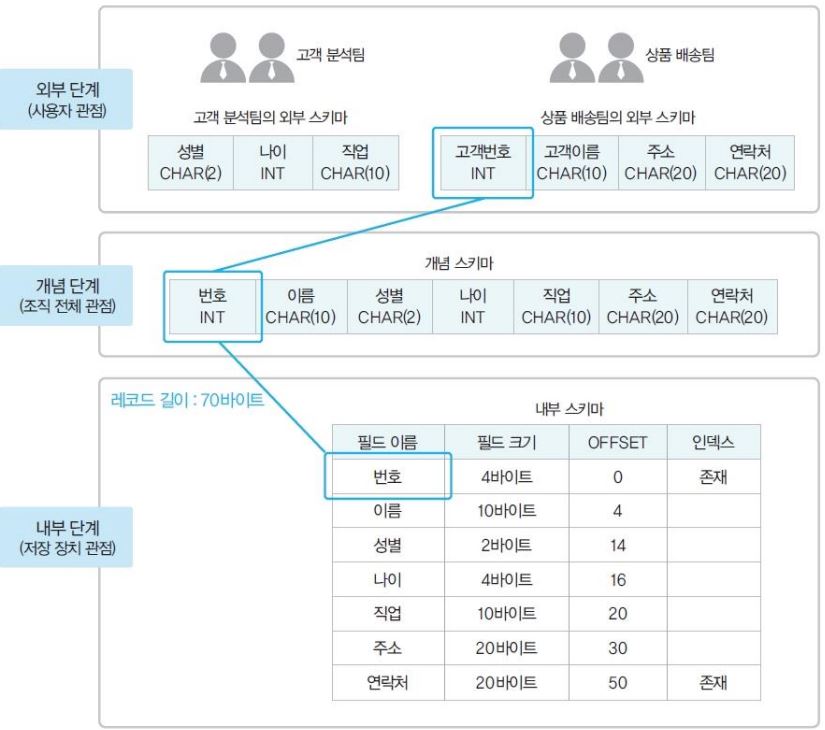 고객 분석팀
상품 배송팀
외부 단계
(사용자 관점)
고객 분석팀의 외부 스키마
상품 배송팀의 외부 스키마
성별 나이 직업
CHAR(2) INT CHAR(10)
고객번호 고객이름 주소 연락처
INT CHAR(10) CHAR(20) CHAR(20)
개념 단계
(조직 전체 관점)
개념 스키마
번호 이름 성별 나이 직업 주소 연락처
INT CHAR(10) CHAR(2) INT CHAR(10) CHAR(20) CHAR(20)
레코드 길이 : 70바이트
내부 스키마
필드 이름 필드 크기 OFFSET 인덱스
번호 4바이트 0 존재
이름 10바이트 4
성별 2바이트 14
나이 4바이트 16
직업 10바이트 20
주소 20바이트 30
연락처 20바이트 50 존재
내부 단계
(저장 장치 관점)